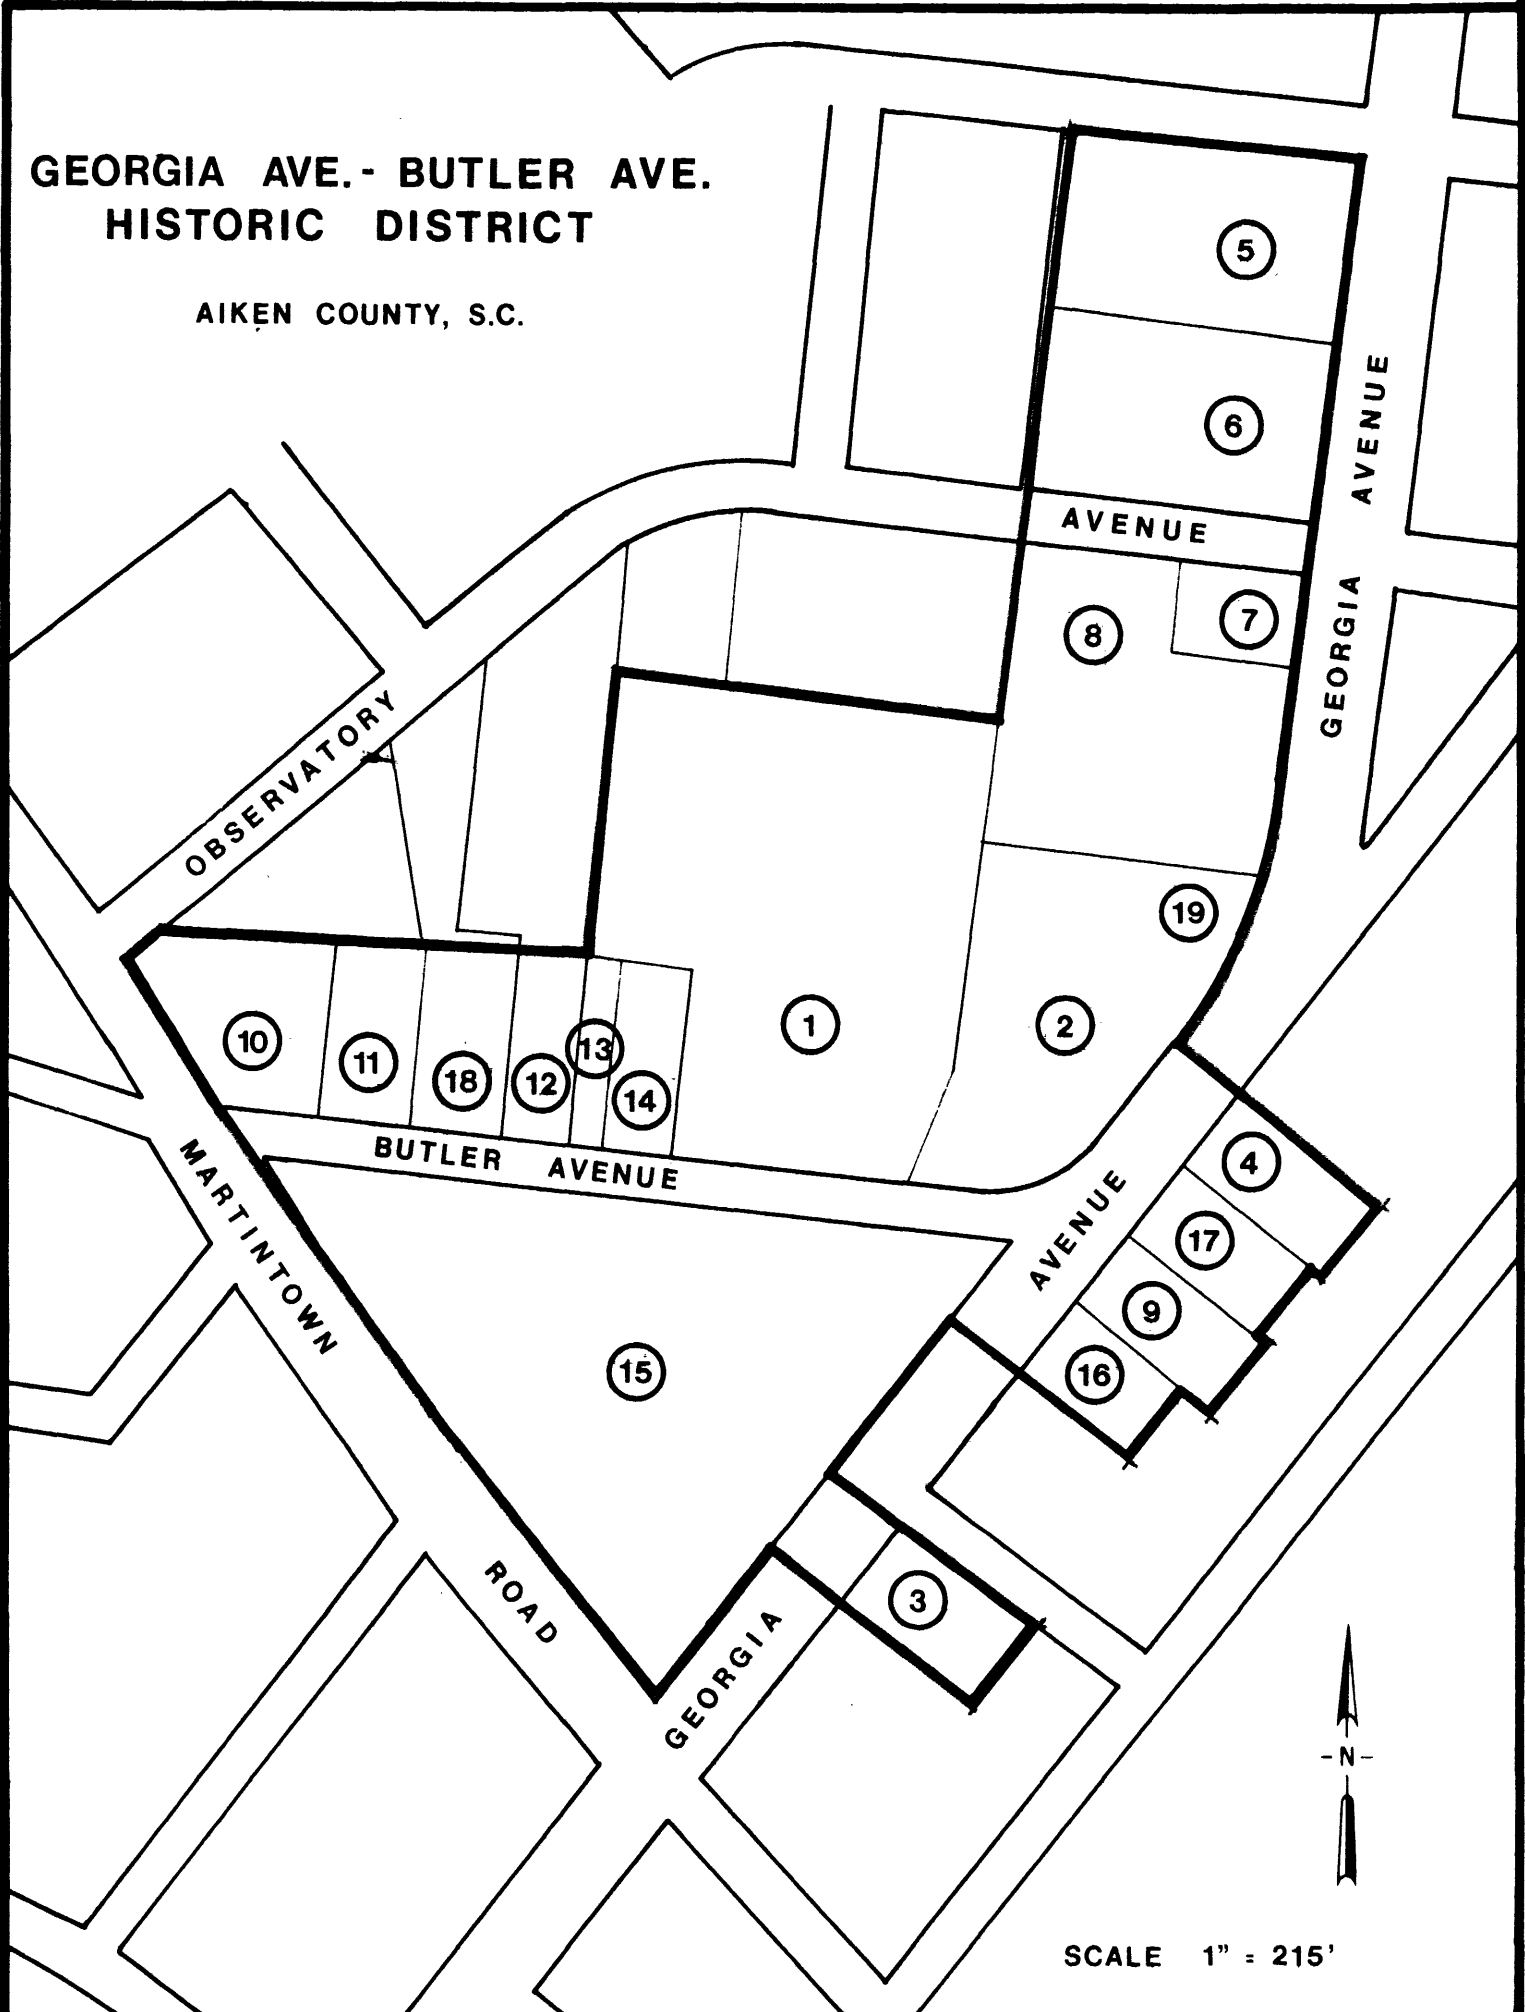 GEORGIA AVE. - BUTLER AVE.
HISTORIC DISTRICT
AIKEN COUNTY, S.C.
5
6
GEORGIA AVENUE
AVENUE
7
8
OBSERVATORY
19
1
2
10
11
18
12
13
14
BUTLER AVENUE
4
17
9
16
AVENUE
MARTINTOWN
15
ROAD
3
GEORGIA
-N-
SCALE 1" = 215'